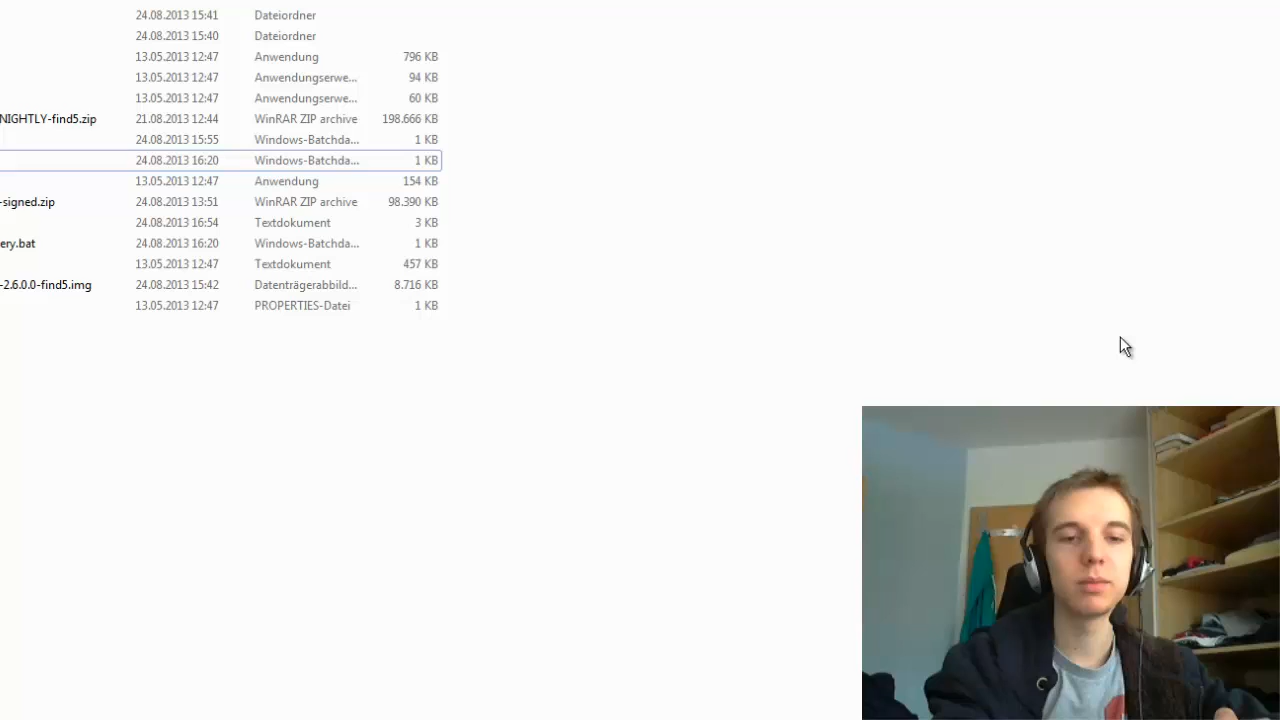 24.08.2013 15:41 Dateiordner
24.08.2013 15:40 Dateiordner
13.05.2013 12:47 Anwendung 796 KB
13.05.2013 12:47 Anwendungserwe... 94 KB
13.05.2013 12:47 Anwendungserwe... 60 KB
NIGHTLY-find5.zip 21.08.2013 12:44 WinRAR ZIP archive 198.666 KB
24.08.2013 15:55 Windows-Batchda... 1 KB
24.08.2013 16:20 Windows-Batchda... 1 KB
13.05.2013 12:47 Anwendung 154 KB
-signed.zip 24.08.2013 13:51 WinRAR ZIP archive 98.390 KB
24.08.2013 16:54 Textdokument 3 KB
ery.bat 24.08.2013 16:20 Windows-Batchda... 1 KB
13.05.2013 12:47 Textdokument 457 KB
-2.6.0.0-find5.img 24.08.2013 15:42 Datenträgerabbild... 8.716 KB
13.05.2013 12:47 PROPERTIES-Datei 1 KB